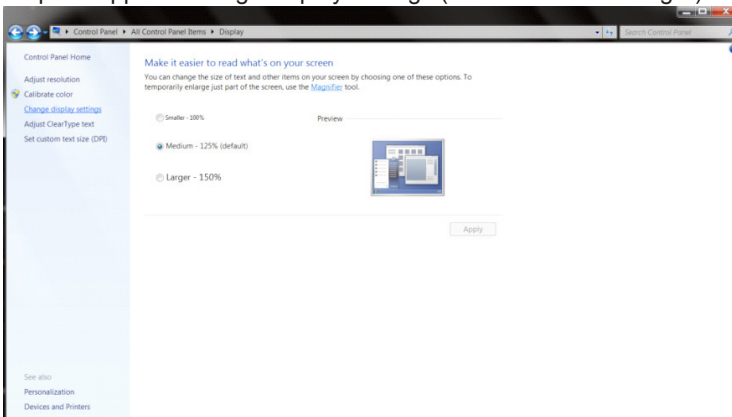 Control Panel ▸ All Control Panel Items ▸ Display
Search Control Panel
Control Panel Home
Adjust resolution
Calibrate color
Change display settings
Adjust ClearType text
Set custom text size (DPI)
See also
Personalization
Devices and Printers
Make it easier to read what's on your screen
You can change the size of text and other items on your screen by choosing one of these options. To
temporarily enlarge just part of the screen, use the Magnifier tool.
Smaller - 100%
Preview
Medium - 125% (default)
Larger - 150%
Apply